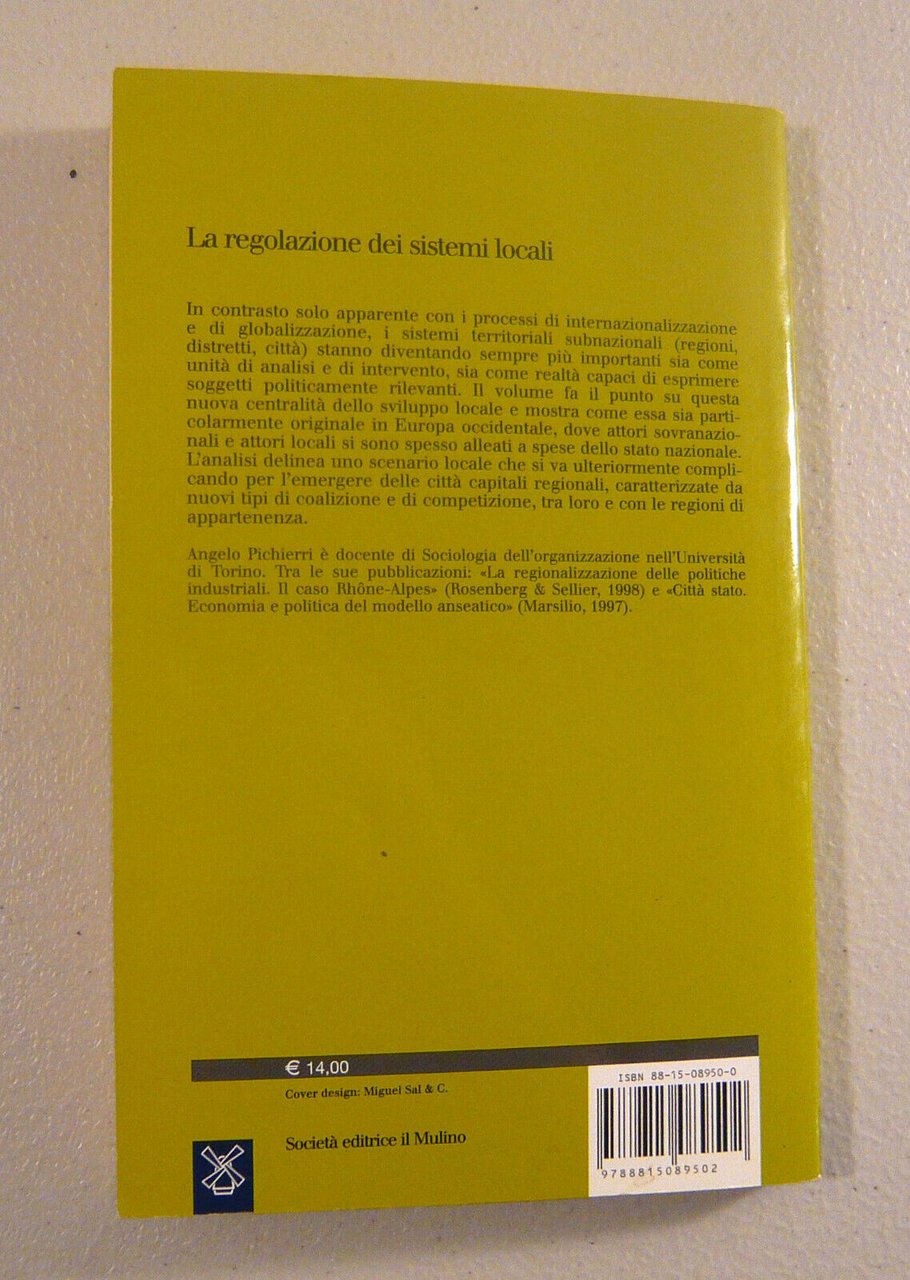 La regolazione dei sistemi locali
In contrasto solo apparente con i processi di internazionalizzazione
e di globalizzazione, i sistemi territoriali subnazionali (regioni,
distretti, città) stanno diventando sempre più importanti sia come
unità di analisi e di intervento, sia come realtà capaci di esprimere
soggetti politicamente rilevanti. Il volume fa il punto su questa
nuova centralità dello sviluppo locale e mostra come essa sia parti-
colarmente originale in Europa occidentale, dove attori sovranazio-
nali e attori locali si sono spesso alleati a spese dello stato nazionale.
L'analisi delinea uno scenario locale che si va ulteriormente compli-
cando per l'emergere delle città capitali regionali, caratterizzate da
nuovi tipi di coalizione e di competizione, tra loro e con le regioni di
appartenenza.
Angelo Pichierri è docente di Sociologia dell'organizzazione nell'Università
di Torino. Tra le sue pubblicazioni: «La regionalizzazione delle politiche
industriali. Il caso Rhône-Alpes» (Rosenberg & Sellier, 1998) e «Città stato.
Economia e politica del modello anseatico» (Marsilio, 1997).
€ 14,00
Cover design: Miguel Sal & C.
Società editrice il Mulino
ISBN 88-15-08950-0
9788815089502